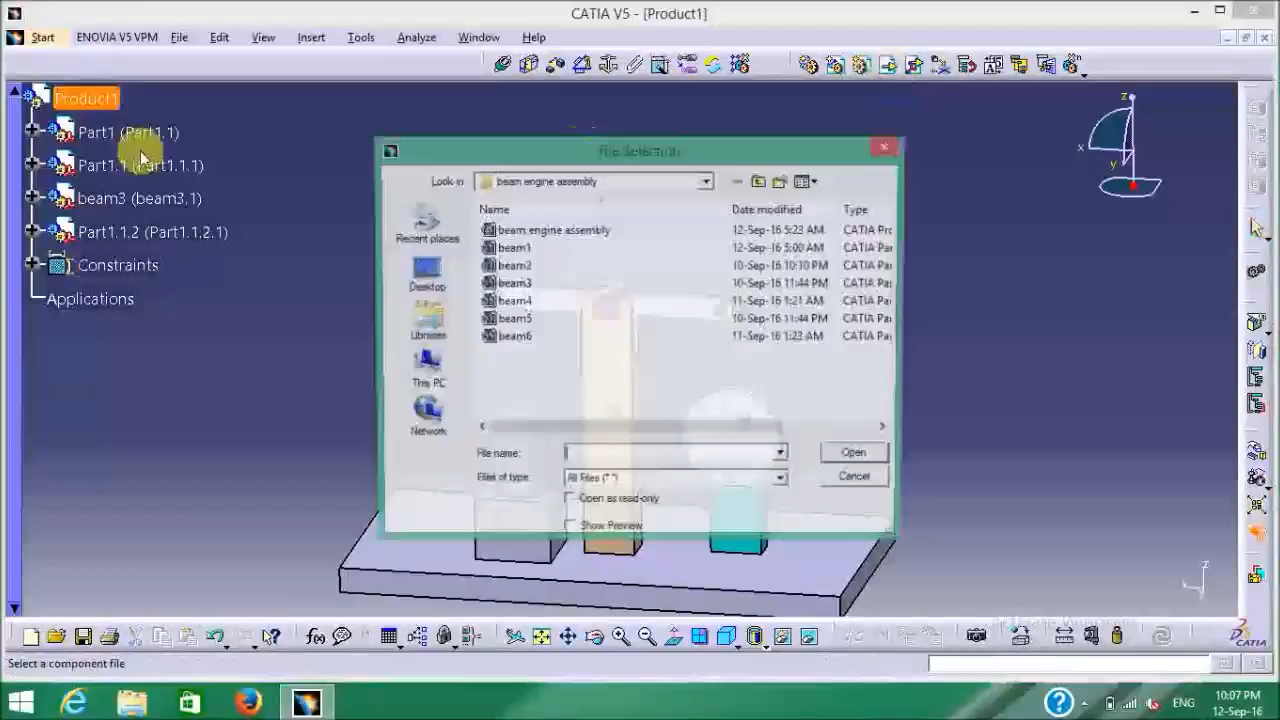 CATIA V5 - [Product1]
Start ENOVIA V5 VPM File Edit View Insert Tools Analyze Window Help
Product1
Part1 (Part1.1)
Part1.1 (Part1.1.1)
beam3 (beam3.1)
Part1.1.2 (Part1.1.2.1)
Constraints
Applications
File Selection
Look in: beam engine assembly
Name Date modified Type
beam engine assembly 12-Sep-16 5:23 AM CATIA Pro
beam1 12-Sep-16 5:00 AM CATIA Par
beam2 10-Sep-16 10:10 PM CATIA Par
beam3 10-Sep-16 11:44 PM CATIA Par
beam4 11-Sep-16 1:21 AM CATIA Par
beam5 10-Sep-16 11:44 PM CATIA Par
beam6 11-Sep-16 1:23 AM CATIA Par
Recent places
Desktop
Libraries
This PC
Network
File name: Open
Files of type: All Files (*.*) Cancel
Open as read-only
Show Preview
z
x
y
z
f(x)
CATIA
Select a component file
ENG
10:07 PM
12-Sep-16